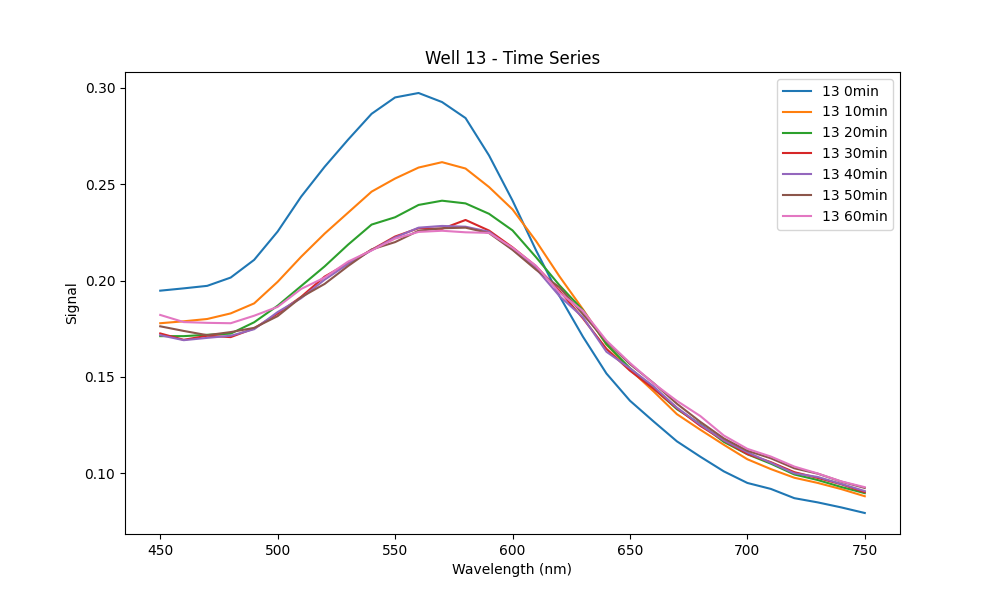 Well 13 - Time Series
Signal
0.30
0.25
0.20
0.15
0.10
13 0min
13 10min
13 20min
13 30min
13 40min
13 50min
13 60min
450 500 550 600 650 700 750
Wavelength (nm)